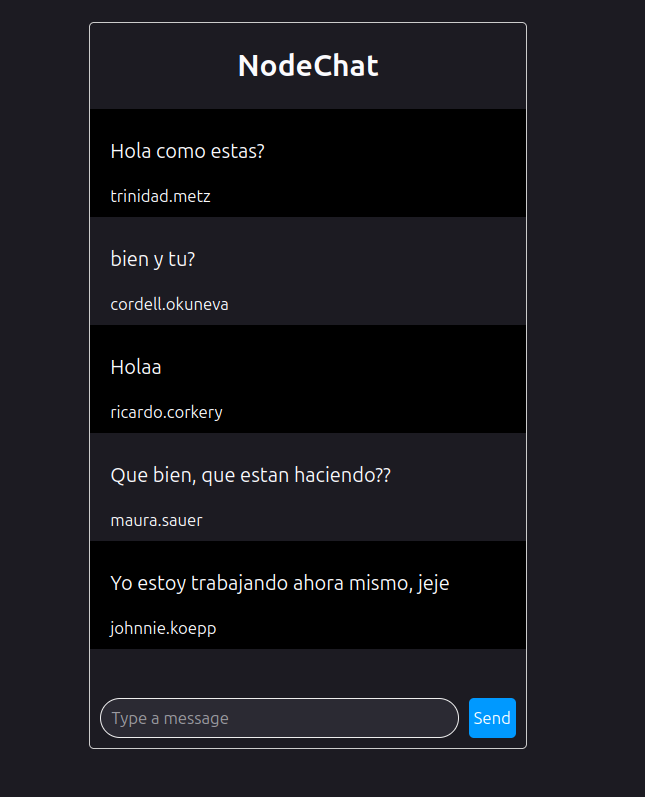 NodeChat
Hola como estas?
trinidad.metz
bien y tu?
cordell.okuneva
Holaa
ricardo.corkery
Que bien, que estan haciendo??
maura.sauer
Yo estoy trabajando ahora mismo, jeje
johnnie.koepp
Type a message
Send